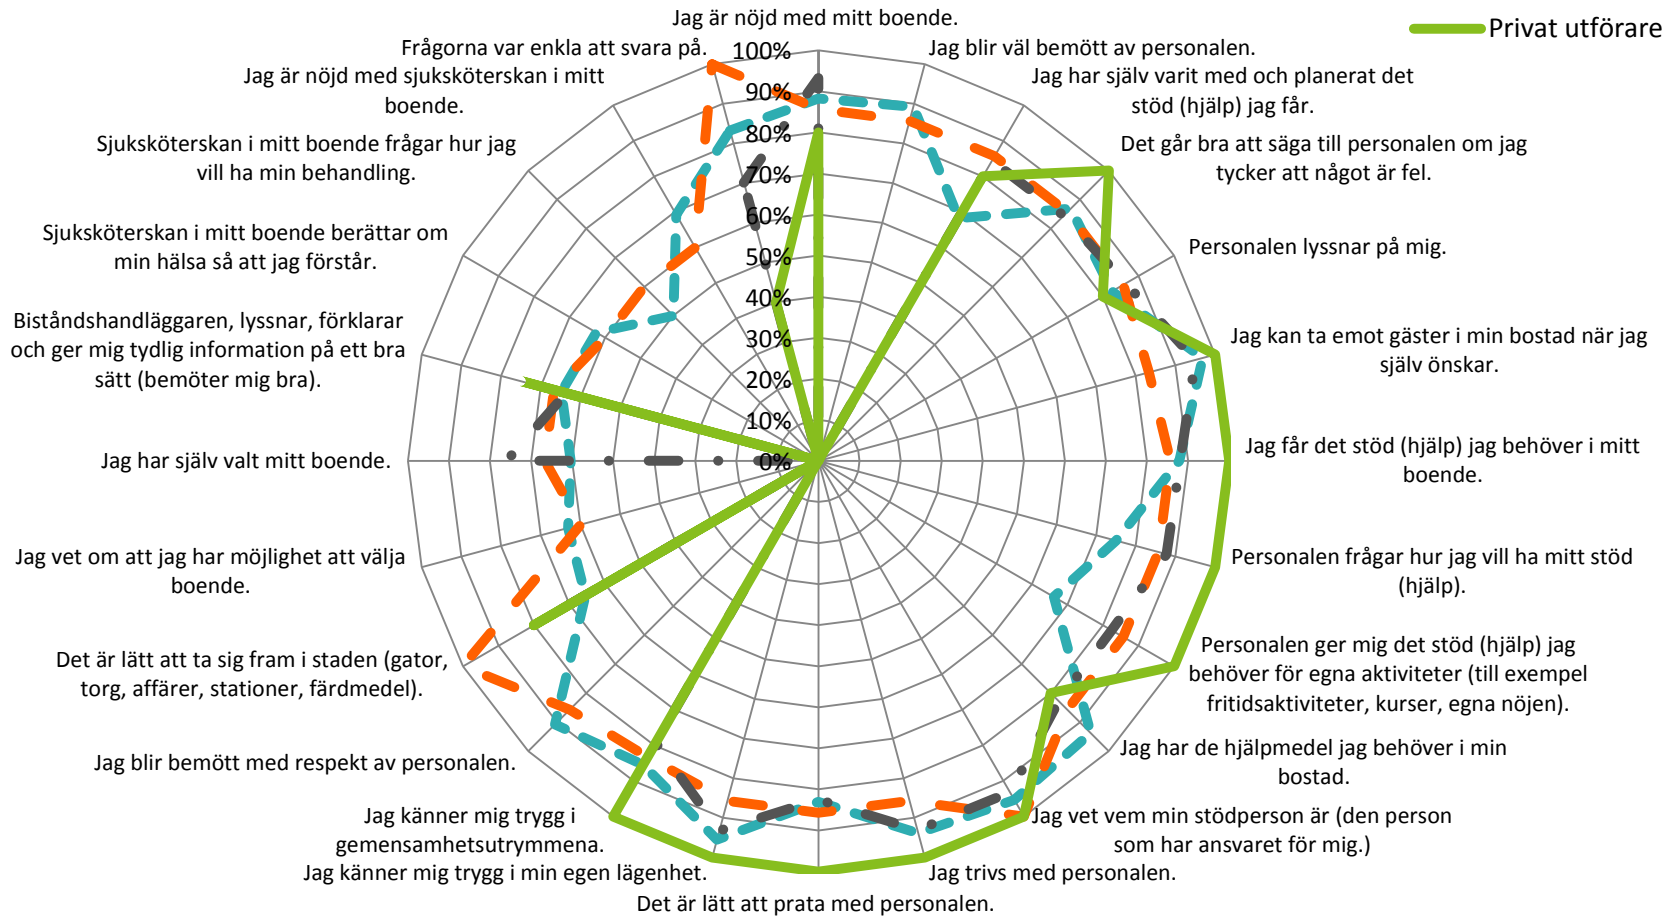 Jag är nöjd med mitt boende.
Privat utförare
Frågorna var enkla att svara på.
Jag blir väl bemött av personalen.
Jag är nöjd med sjuksköterskan i mitt
boende.
Jag har själv varit med och planerat det
stöd (hjälp) jag får.
Sjuksköterskan i mitt boende frågar hur jag
vill ha min behandling.
Det går bra att säga till personalen om jag
tycker att något är fel.
Sjuksköterskan i mitt boende berättar om
min hälsa så att jag förstår.
Personalen lyssnar på mig.
Biståndshandläggaren, lyssnar, förklarar
och ger mig tydlig information på ett bra
sätt (bemöter mig bra).
Jag kan ta emot gäster i min bostad när jag
själv önskar.
Jag har själv valt mitt boende.
Jag får det stöd (hjälp) jag behöver i mitt
boende.
Jag vet om att jag har möjlighet att välja
boende.
Personalen frågar hur jag vill ha mitt stöd
(hjälp).
Det är lätt att ta sig fram i staden (gator,
torg, affärer, stationer, färdmedel).
Personalen ger mig det stöd (hjälp) jag
behöver för egna aktiviteter (till exempel
fritidsaktiviteter, kurser, egna nöjen).
Jag blir bemött med respekt av personalen.
Jag har de hjälpmedel jag behöver i min
bostad.
Jag känner mig trygg i
gemensamhetsutrymmena.
Jag vet vem min stödperson är (den person
som har ansvaret för mig.)
Jag känner mig trygg i min egen lägenhet.
Jag trivs med personalen.
Det är lätt att prata med personalen.
100%
90%
80%
70%
60%
50%
40%
30%
20%
10%
0%